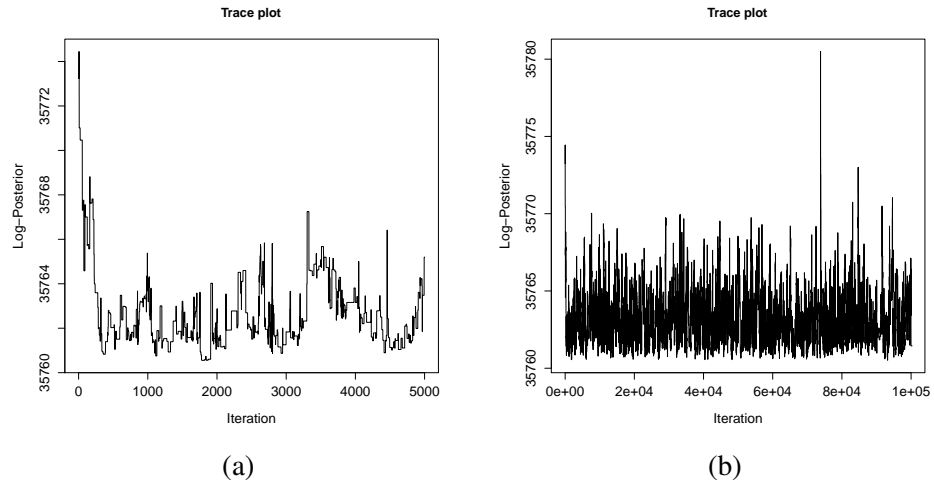 Trace plot
Log−Posterior
35760
35764
35768
35772
0
1000
2000
3000
4000
5000
Iteration
(a)
Trace plot
Log−Posterior
35760
35765
35770
35775
35780
0e+00
2e+04
4e+04
6e+04
8e+04
1e+05
Iteration
(b)